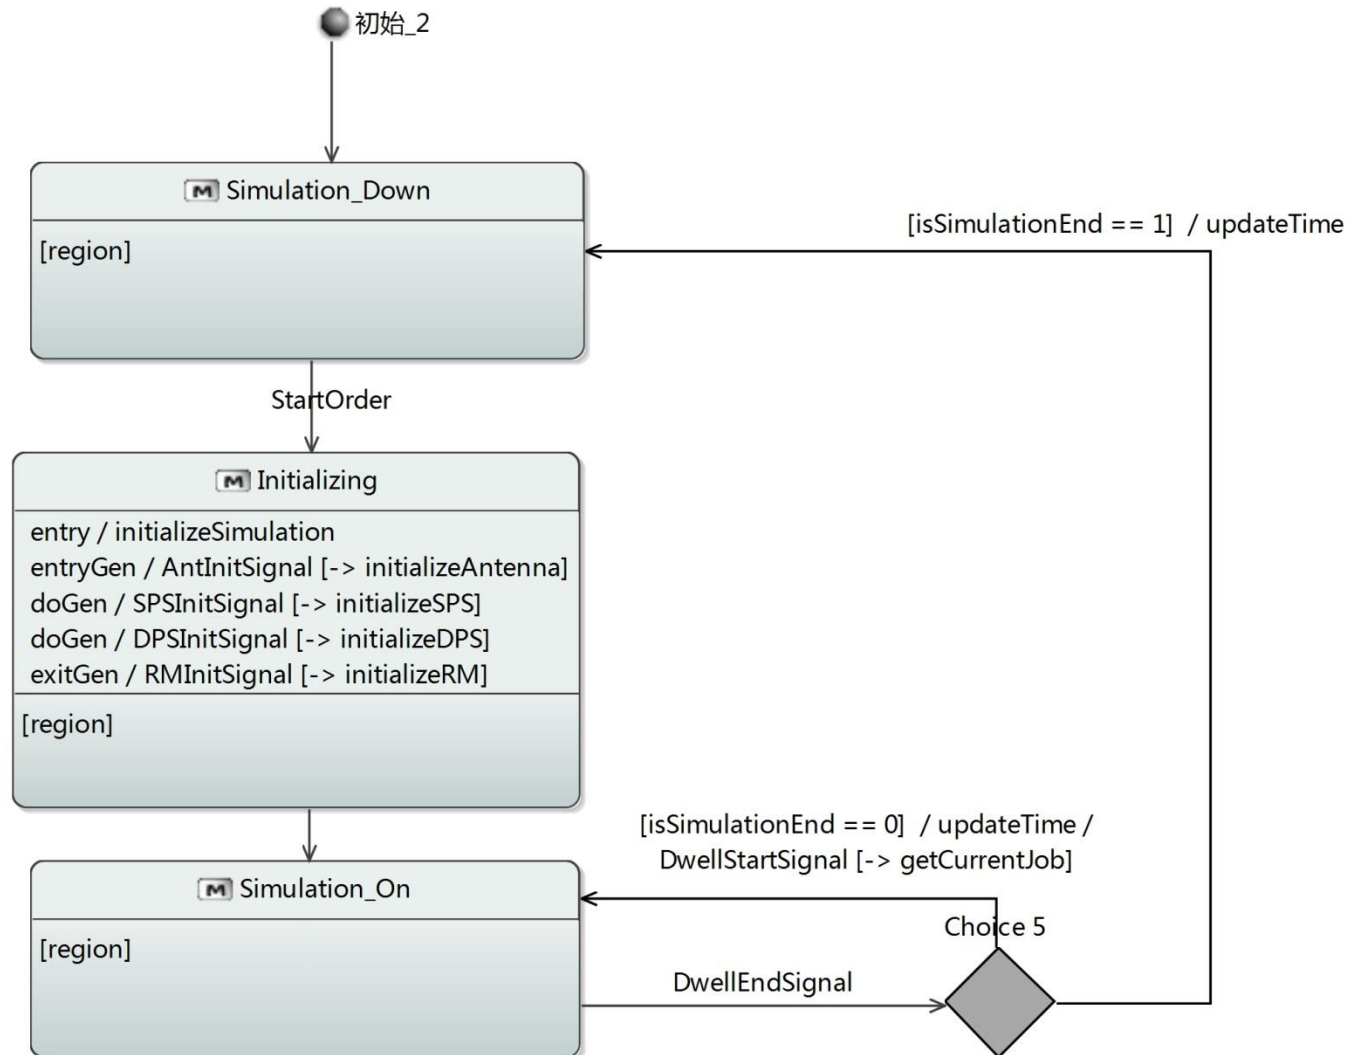 初始_2
Simulation_Down
[region]
[isSimulationEnd == 1] / updateTime
StartOrder
Initializing
entry / initializeSimulation
entryGen / AntInitSignal [-> initializeAntenna]
doGen / SPSInitSignal [-> initializeSPS]
doGen / DPSInitSignal [-> initializeDPS]
exitGen / RMInitSignal [-> initializeRM]
[region]
[isSimulationEnd == 0] / updateTime /
DwellStartSignal [-> getCurrentJob]
Simulation_On
[region]
Choice 5
DwellEndSignal